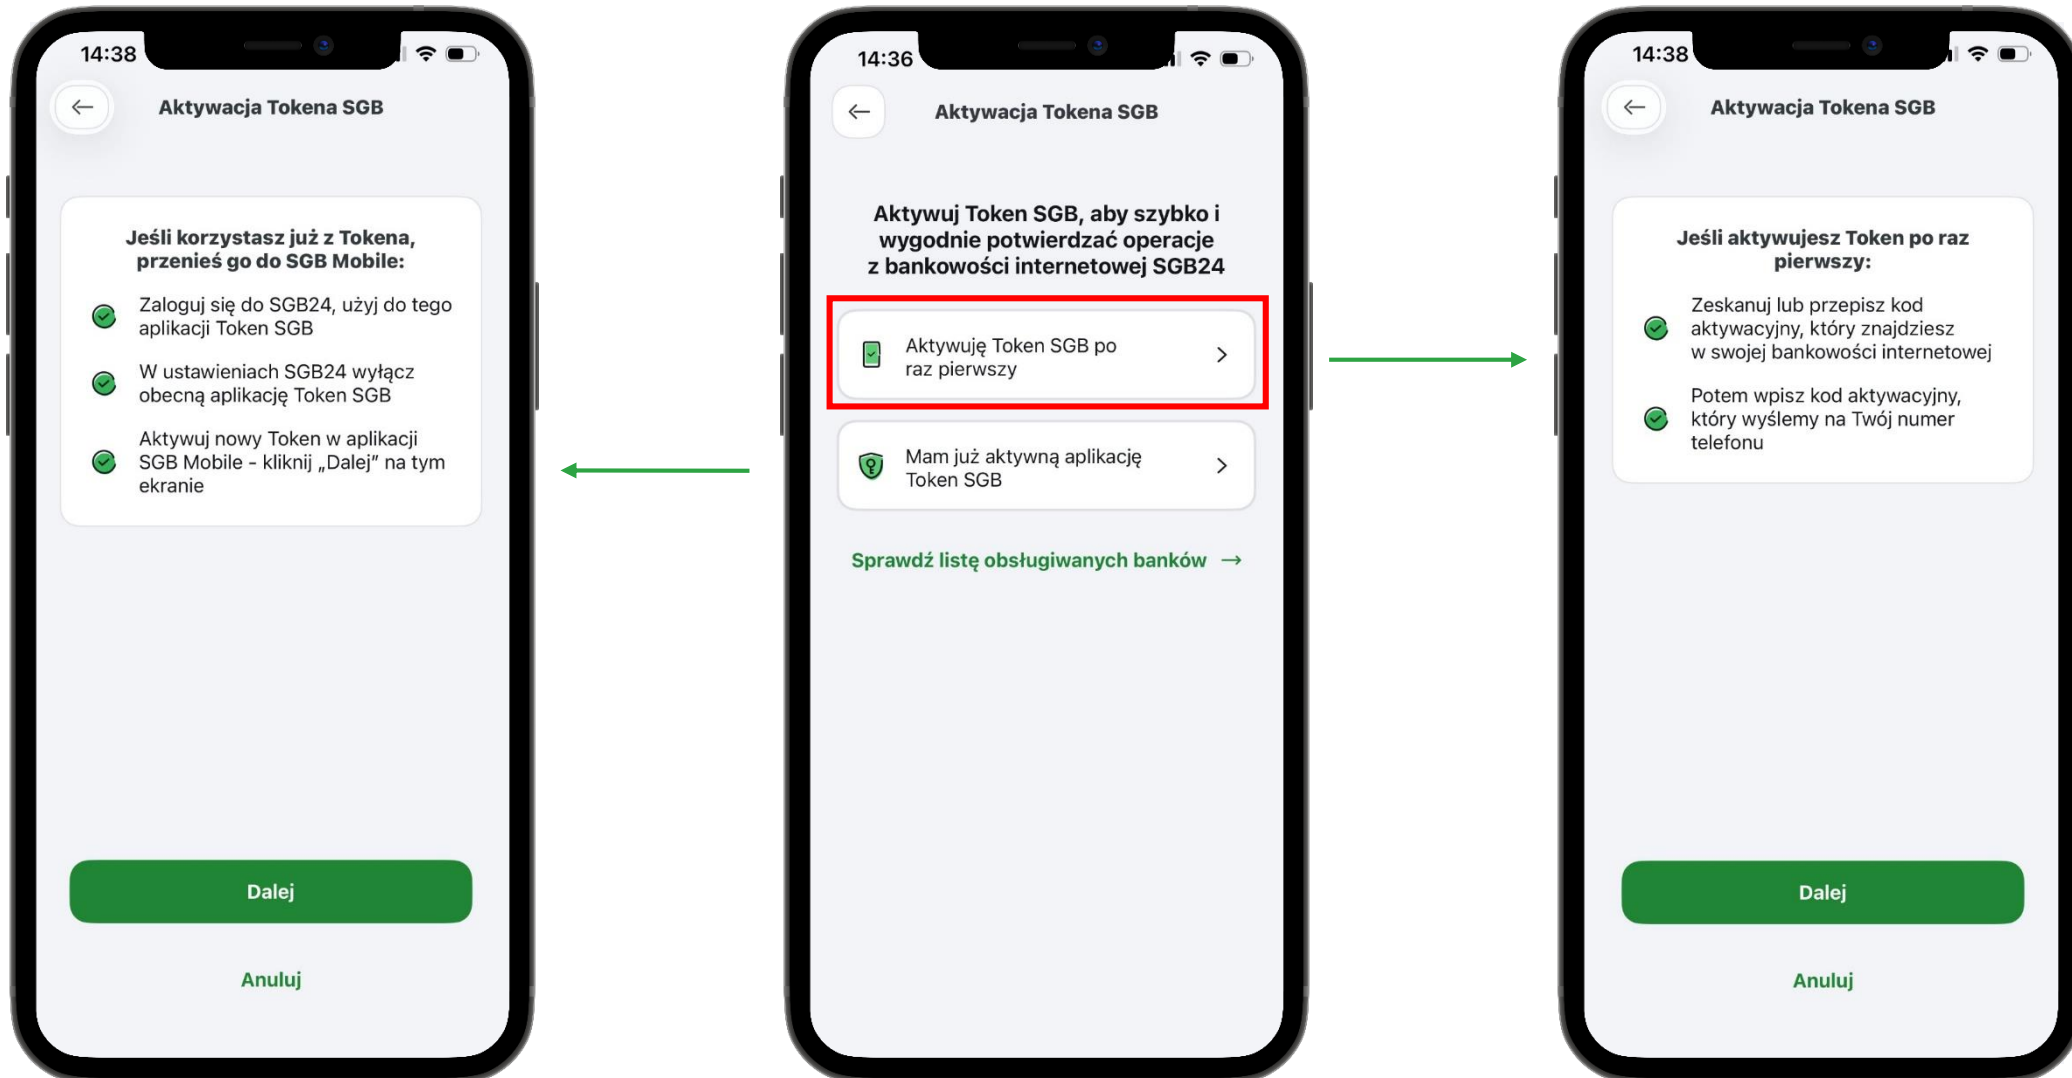 14:38
Aktywacja Tokena SGB
Jeśli korzystasz już z Tokena,
przenieś go do SGB Mobile:
Zaloguj się do SGB24, użyj do tego
aplikacji Token SGB
W ustawieniach SGB24 wyłącz
obecną aplikację Token SGB
Aktywuj nowy Token w aplikacji
SGB Mobile - kliknij „Dalej” na tym
ekranie
Dalej
Anuluj
14:36
Aktywacja Tokena SGB
Aktywuj Token SGB, aby szybko i
wygodnie potwierdzać operacje
z bankowości internetowej SGB24
Aktywuję Token SGB po
raz pierwszy
Mam już aktywną aplikację
Token SGB
Sprawdź listę obsługiwanych banków →
14:38
Aktywacja Tokena SGB
Jeśli aktywujesz Token po raz
pierwszy:
Zeskanuj lub przepisz kod
aktywacyjny, który znajdziesz
w swojej bankowości internetowej
Potem wpisz kod aktywacyjny,
który wyślemy na Twój numer
telefonu
Dalej
Anuluj